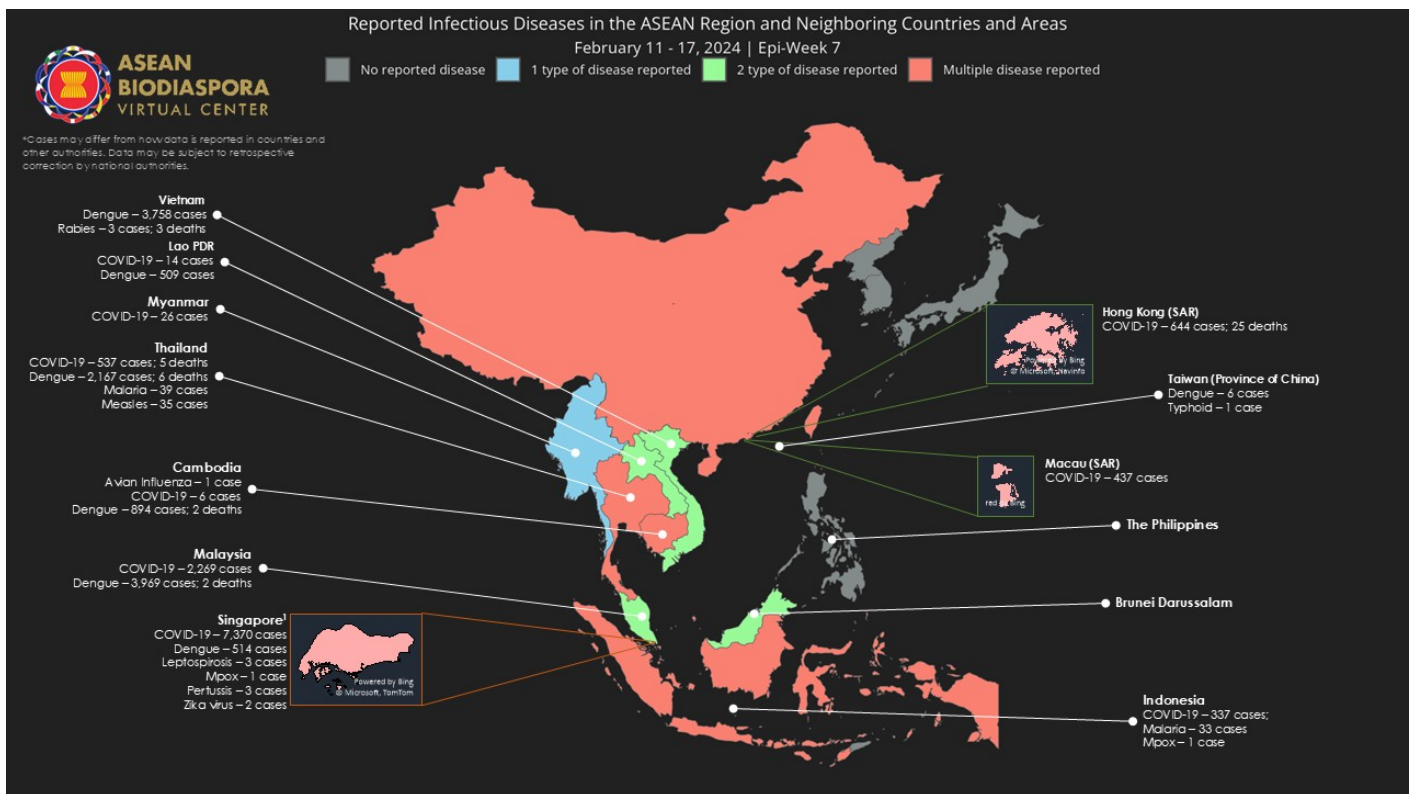 Reported Infectious Diseases in the ASEAN Region and Neighboring Countries and Areas
February 11 - 17, 2024 | Epi-Week 7
No reported disease
1 type of disease reported
2 type of disease reported
Multiple disease reported
ASEAN
BIODIASPORA
VIRTUAL CENTER
*Cases may differ from how data is reported in countries and
other authorities. Data may be subject to retrospective
correction by national authorities.
Vietnam
Dengue – 3,758 cases
Rabies – 3 cases; 3 deaths
Lao PDR
COVID-19 – 14 cases
Dengue – 509 cases
Myanmar
COVID-19 – 26 cases
Thailand
COVID-19 – 537 cases; 5 deaths
Dengue – 2,167 cases; 6 deaths
Malaria – 39 cases
Measles – 35 cases
Cambodia
Avian Influenza – 1 case
COVID-19 – 6 cases
Dengue – 894 cases; 2 deaths
Malaysia
COVID-19 – 2,269 cases
Dengue – 3,969 cases; 2 deaths
Singapore¹
COVID-19 – 7,370 cases
Dengue – 514 cases
Leptospirosis – 3 cases
Mpox – 1 case
Pertussis – 3 cases
Zika virus – 2 cases
Powered by Bing
© Microsoft, TomTom
Hong Kong (SAR)
COVID-19 – 644 cases; 25 deaths
Powered by Bing
© Microsoft, NavInfo
Taiwan (Province of China)
Dengue – 6 cases
Typhoid – 1 case
Macau (SAR)
COVID-19 – 437 cases
red by Bing
The Philippines
Brunei Darussalam
Indonesia
COVID-19 – 337 cases;
Malaria – 33 cases
Mpox – 1 case